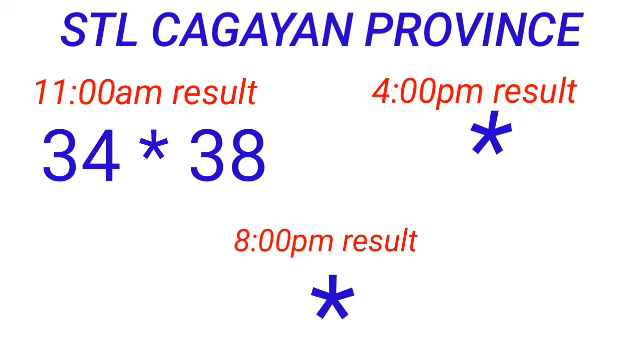 STL CAGAYAN PROVINCE
11:00am result
34 * 38
4:00pm result
*
8:00pm result
*